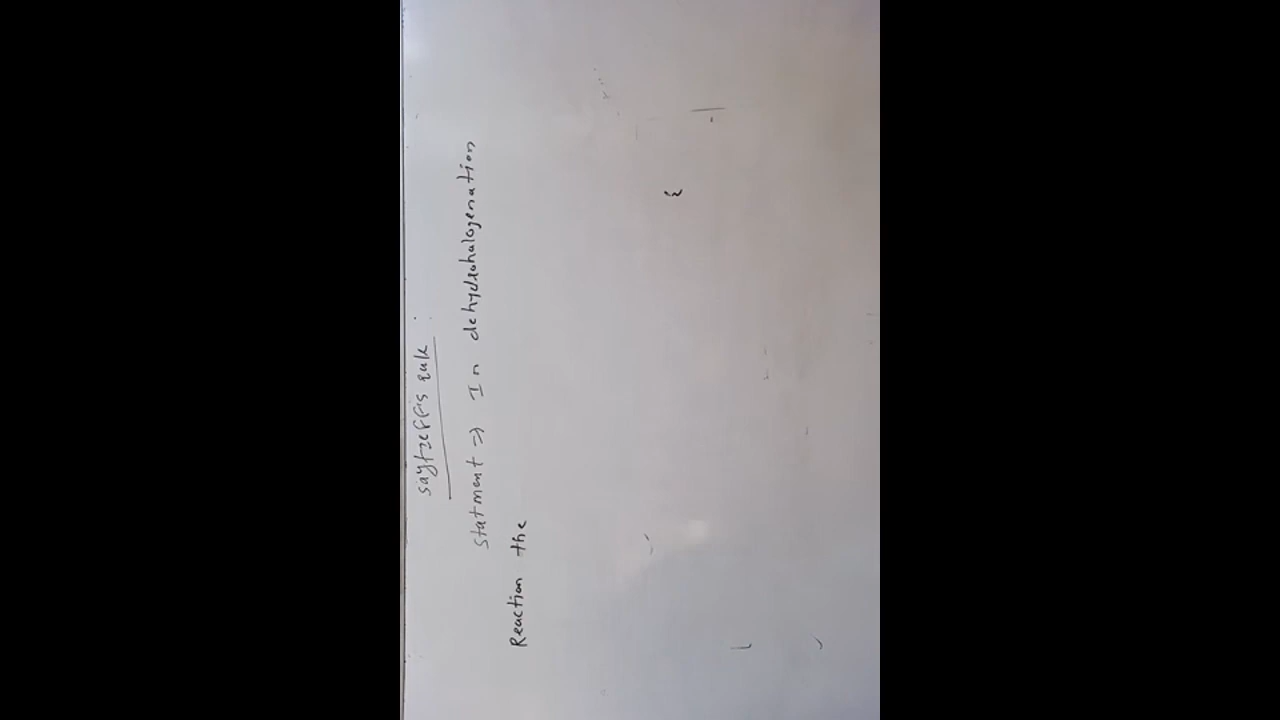 saytzeff's rule :
statment => In dehydrohalogenation
Reaction the